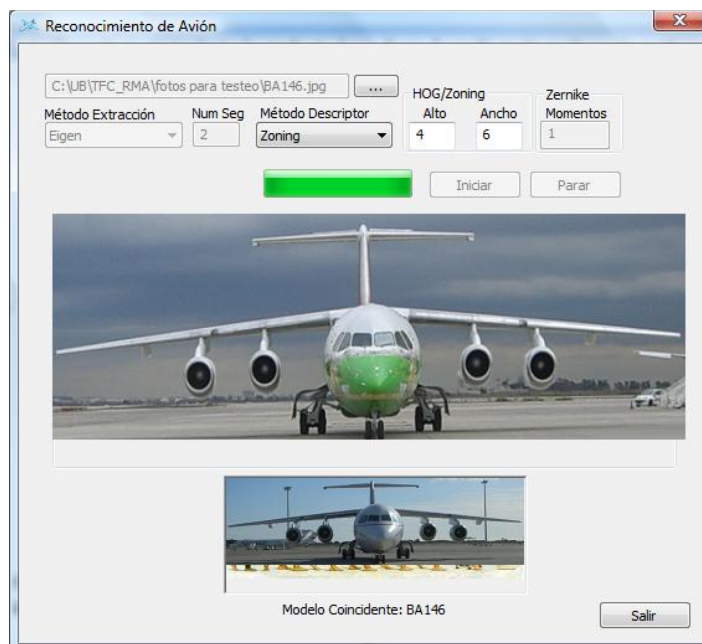 Reconocimiento de Avión
C:\UB\TFC_RMA\fotos para testeo\BA146.jpg
...
HOG/Zoning
Zernike
Método Extracción
Num Seg
Método Descriptor
Alto
Ancho
Momentos
Eigen
2
Zoning
4
6
1
Iniciar
Parar
Modelo Coincidente: BA146
Salir